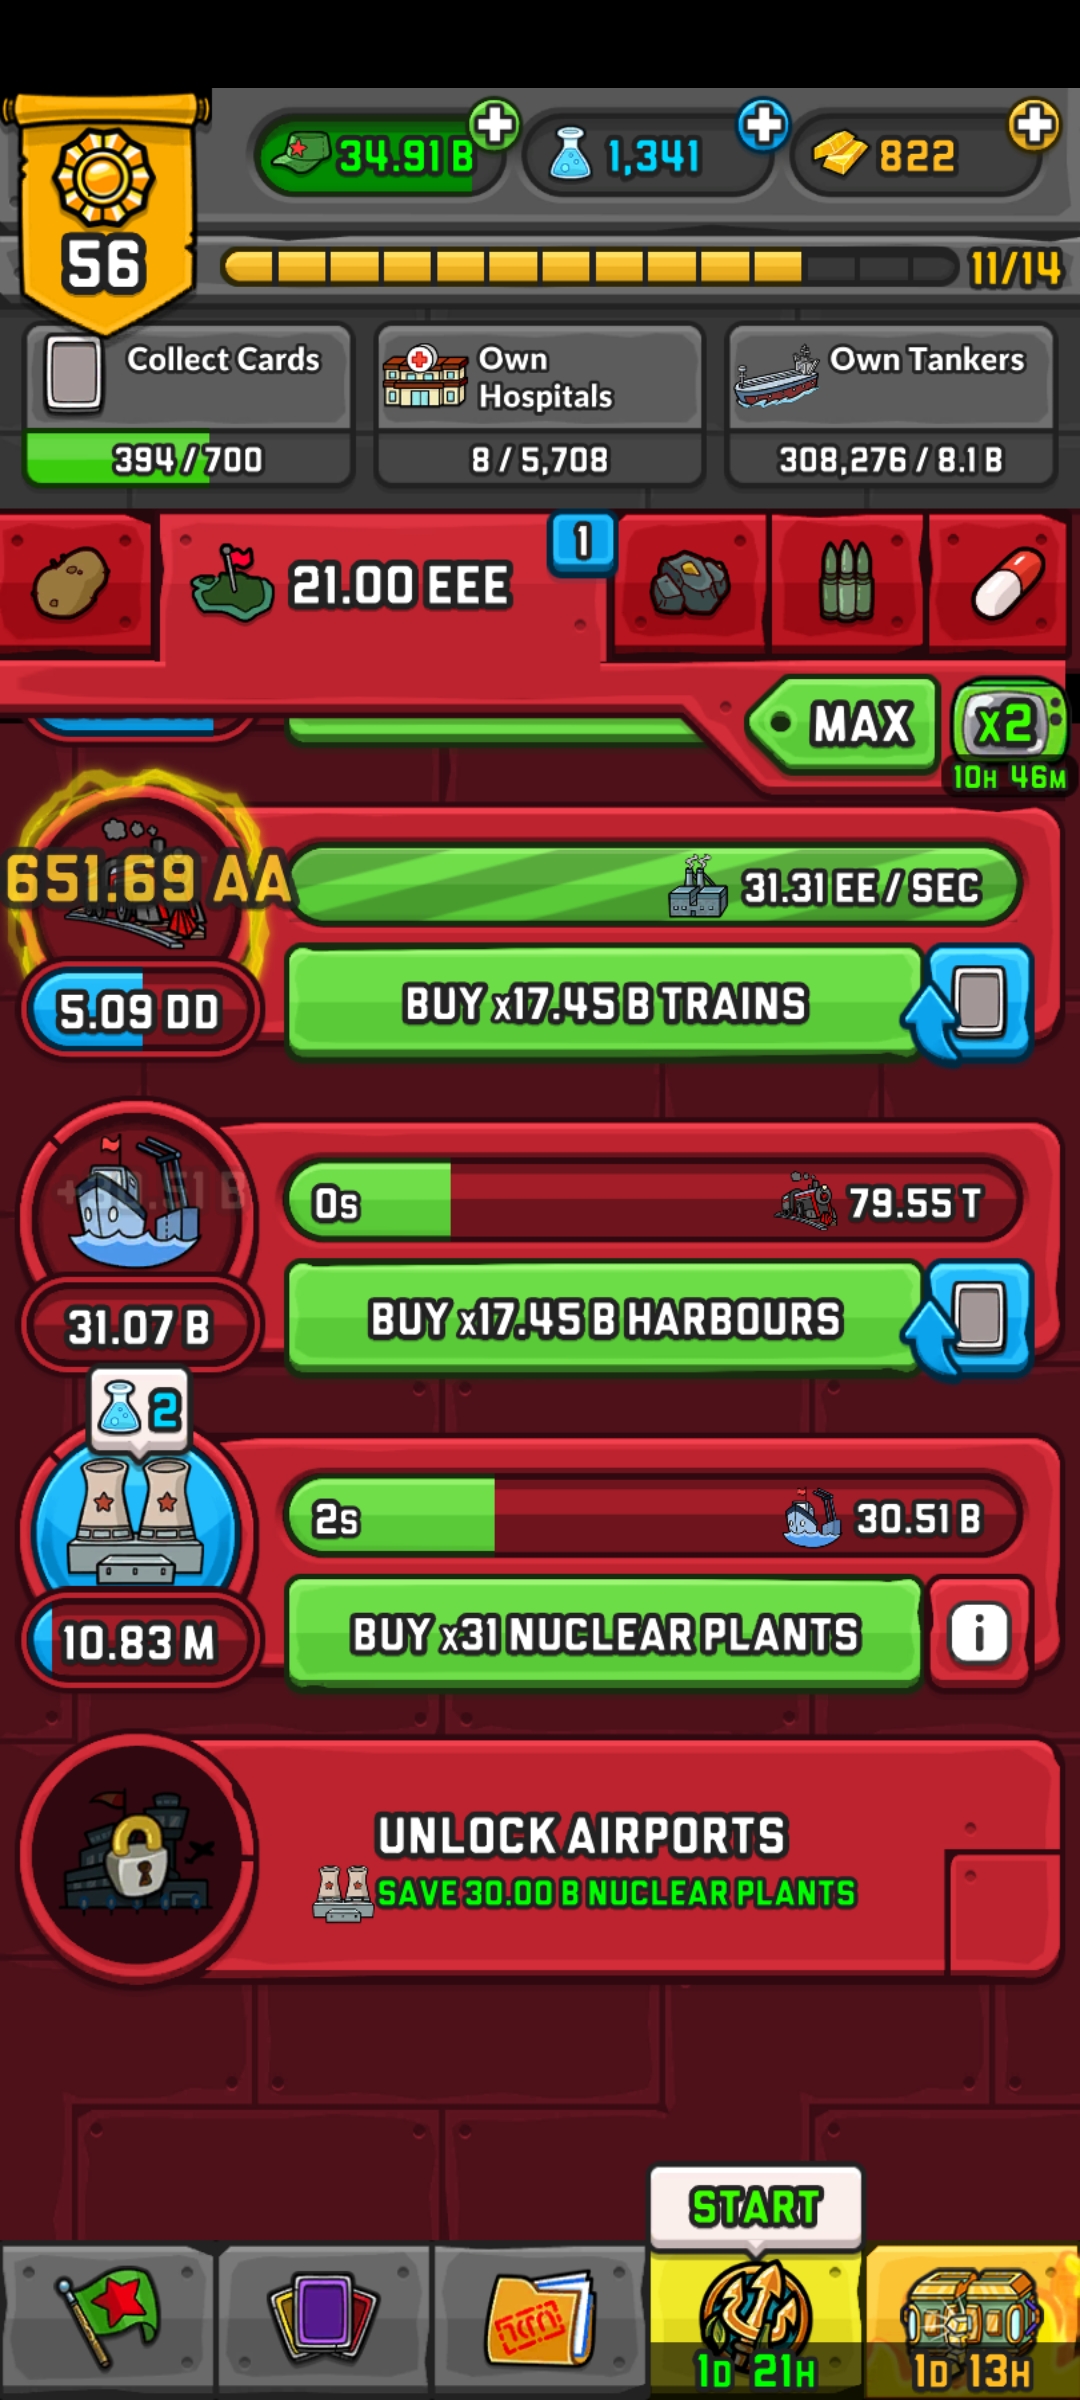 34.91 B
1,341
822
56
11/14
Collect Cards
394/700
Own
Hospitals
8/5,708
Own Tankers
308,276/8.1 B
21.00 EEE
1
MAX
X2
10H 46M
651.69 AA
31.31 EE / SEC
5.09 DD
BUY x17.45 B TRAINS
0s
79.55 T
31.07 B
BUY x17.45 B HARBOURS
2
2s
30.51 B
10.83 M
BUY x31 NUCLEAR PLANTS
i
UNLOCK AIRPORTS
SAVE 30.00 B NUCLEAR PLANTS
START
1D 21H
1D 13H